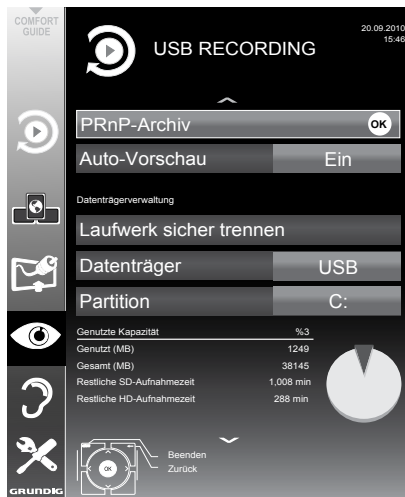 COMFORT
GUIDE
USB RECORDING
20.09.2010
15:46
PRnP-Archiv OK
Auto-Vorschau Ein
Datenträgerverwaltung
Laufwerk sicher trennen
Datenträger USB
Partition C:
Genutzte Kapazität %3
Genutzt (MB) 1249
Gesamt (MB) 38145
Restliche SD-Aufnahmezeit 1,008 min
Restliche HD-Aufnahmezeit 288 min
Beenden
Zurück
OK
GRUNDIG